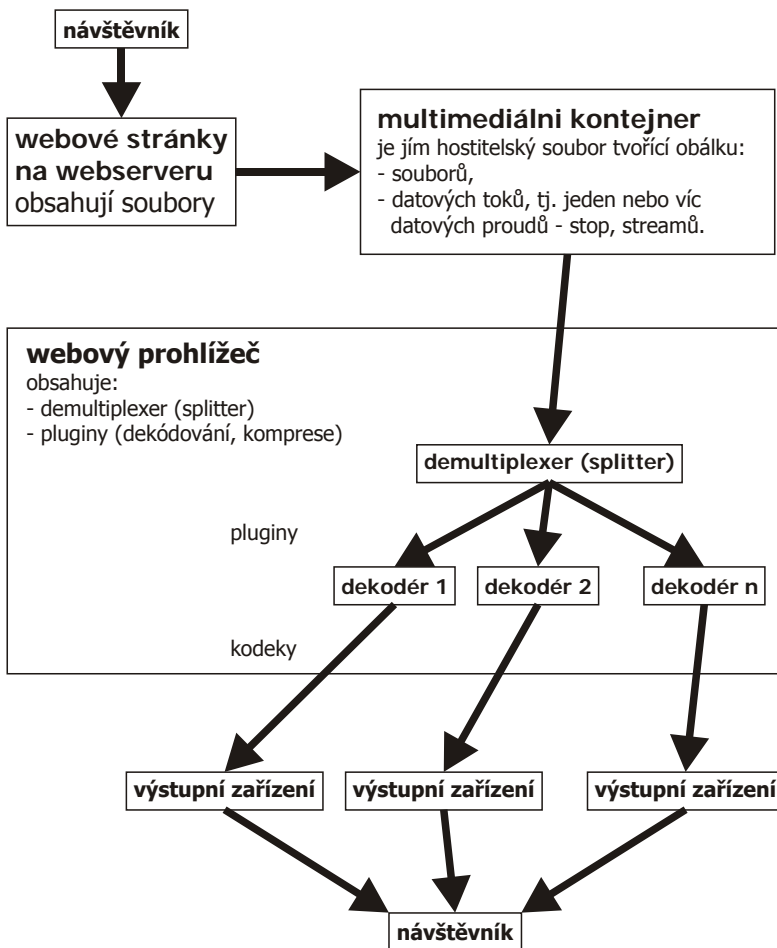 návštěvník
webové stránky
na webserveru
obsahují soubory
multimediálni kontejner
je jím hostitelský soubor tvořící obálku:
- souborů,
- datových toků, tj. jeden nebo víc
datových proudů - stop, streamů.
webový prohlížeč
obsahuje:
- demultiplexer (splitter)
- pluginy (dekódování, komprese)
demultiplexer (splitter)
pluginy
dekodér 1
dekodér 2
dekodér n
kodeky
výstupní zařízení
výstupní zařízení
výstupní zařízení
návštěvník